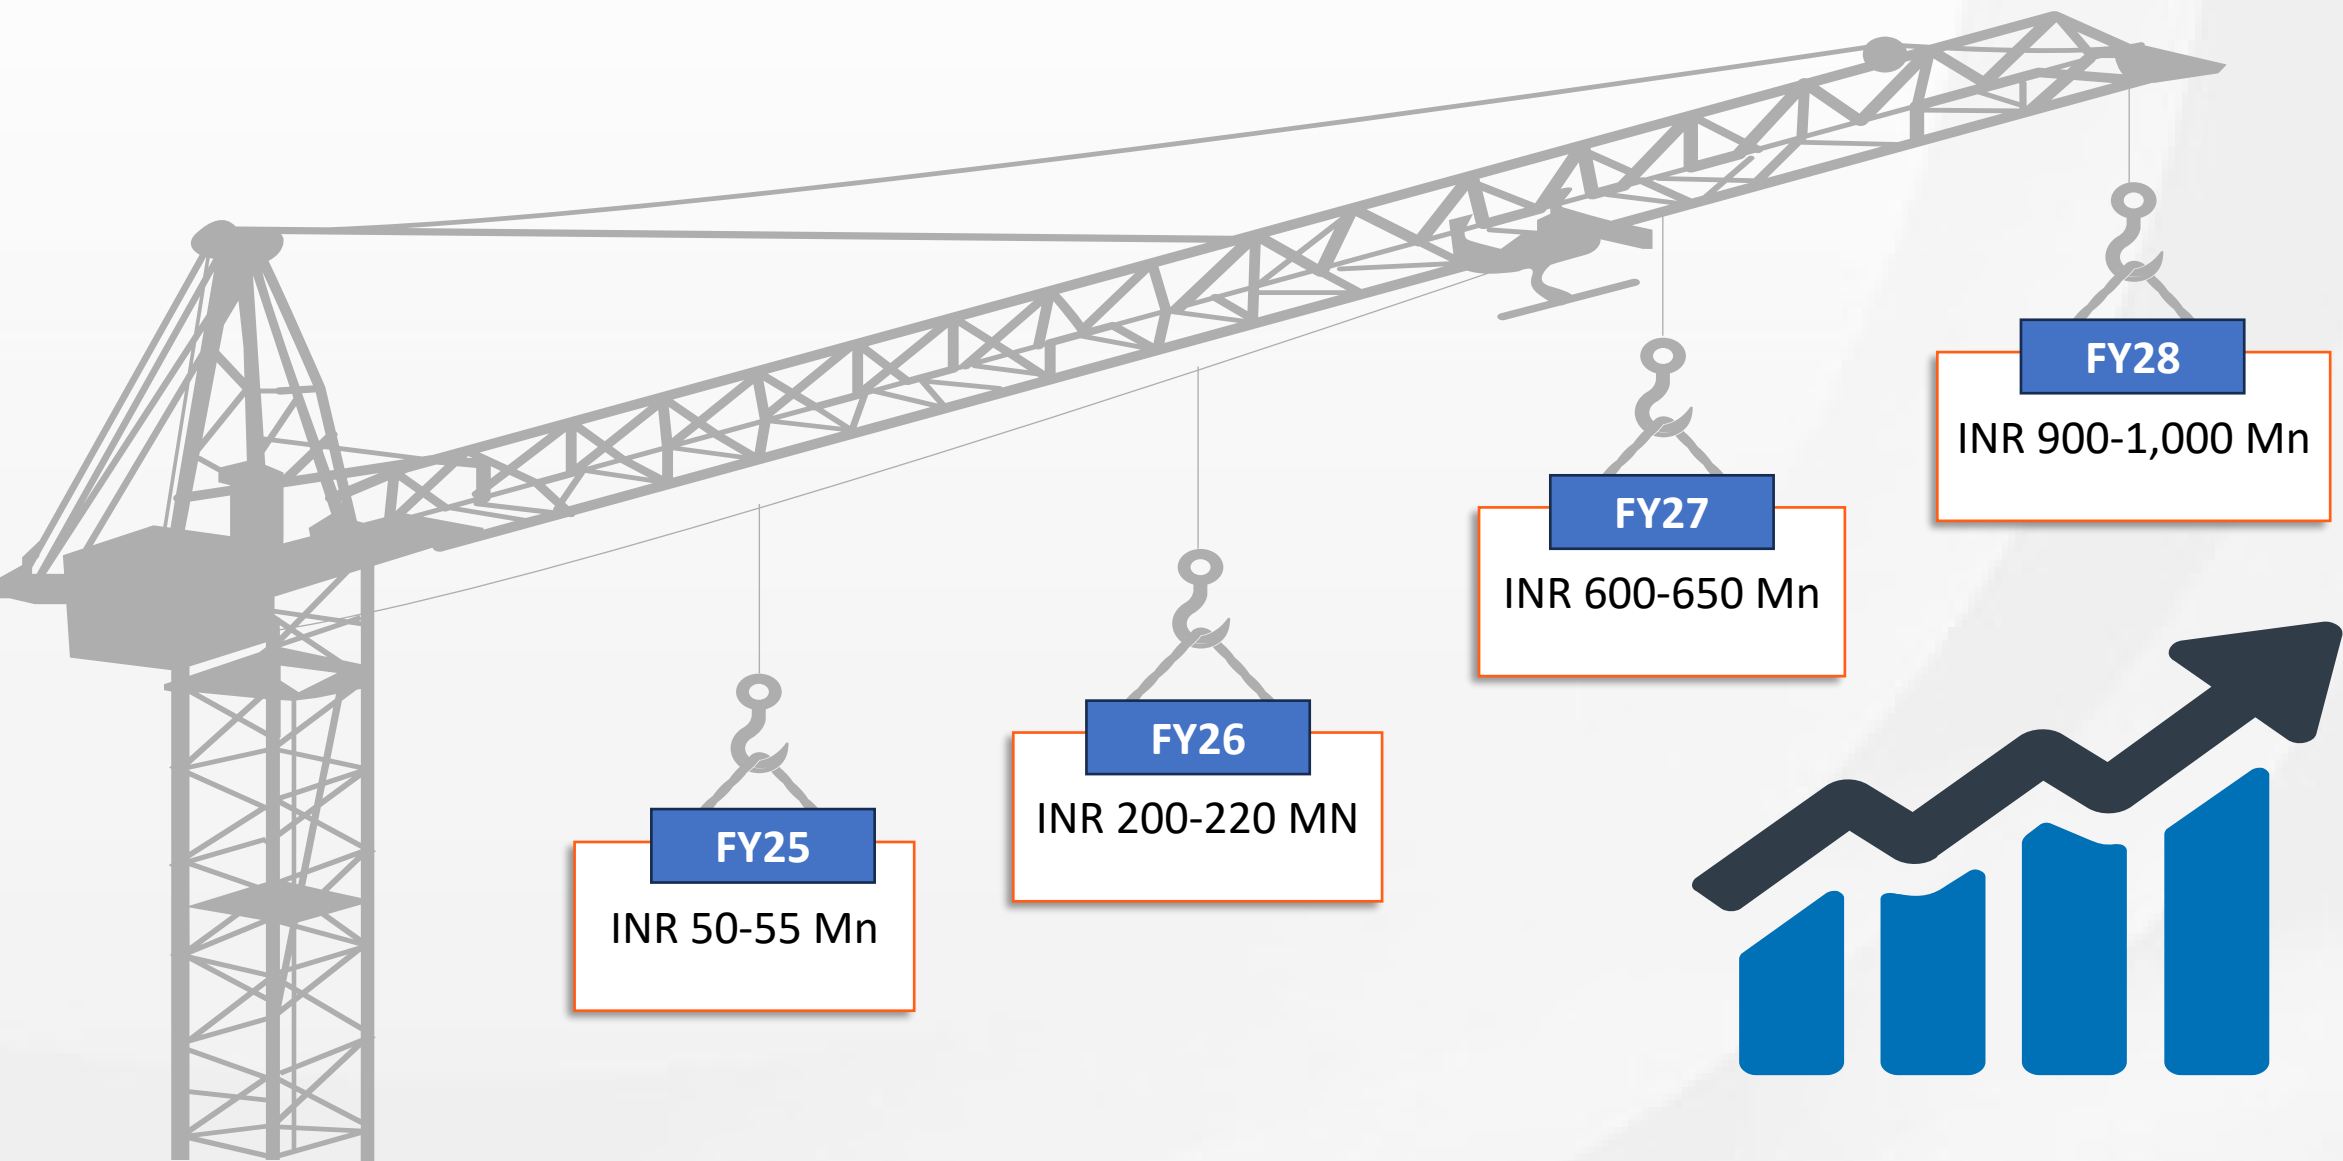 FY25
INR 50-55 Mn
FY26
INR 200-220 MN
FY27
INR 600-650 Mn
FY28
INR 900-1,000 Mn